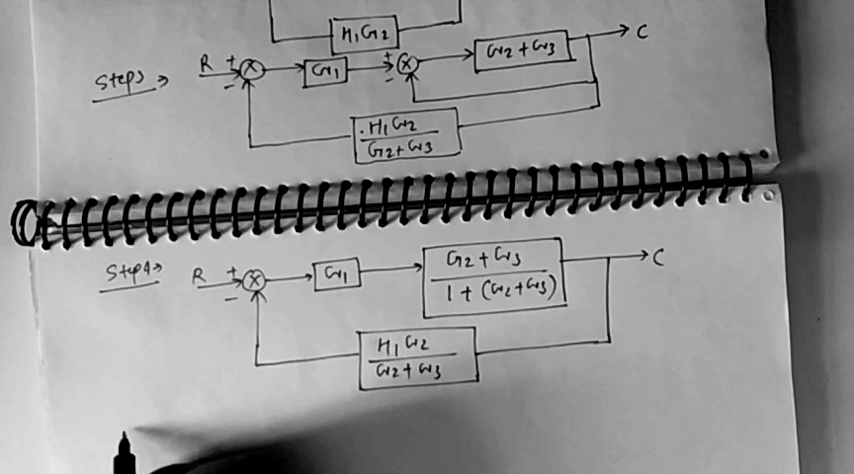 H1G2
Step3 → R + - G1 + - G2 + G3 → C
H1G2
G2 + G3
Step4 → R + - G1 G2 + G3 → C
1 + (G2 + G3)
H1G2
G2 + G3